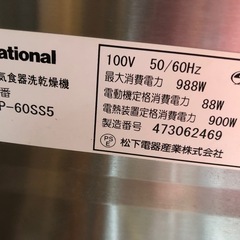 ational
気食器洗乾燥機
番
P-60SS5
100V 50/60Hz
最大消費電力 988W
電動機定格消費電力 88W
電熱装置定格消費電力 900W
製造番号 473062469
PSE 松下電器産業株式会社